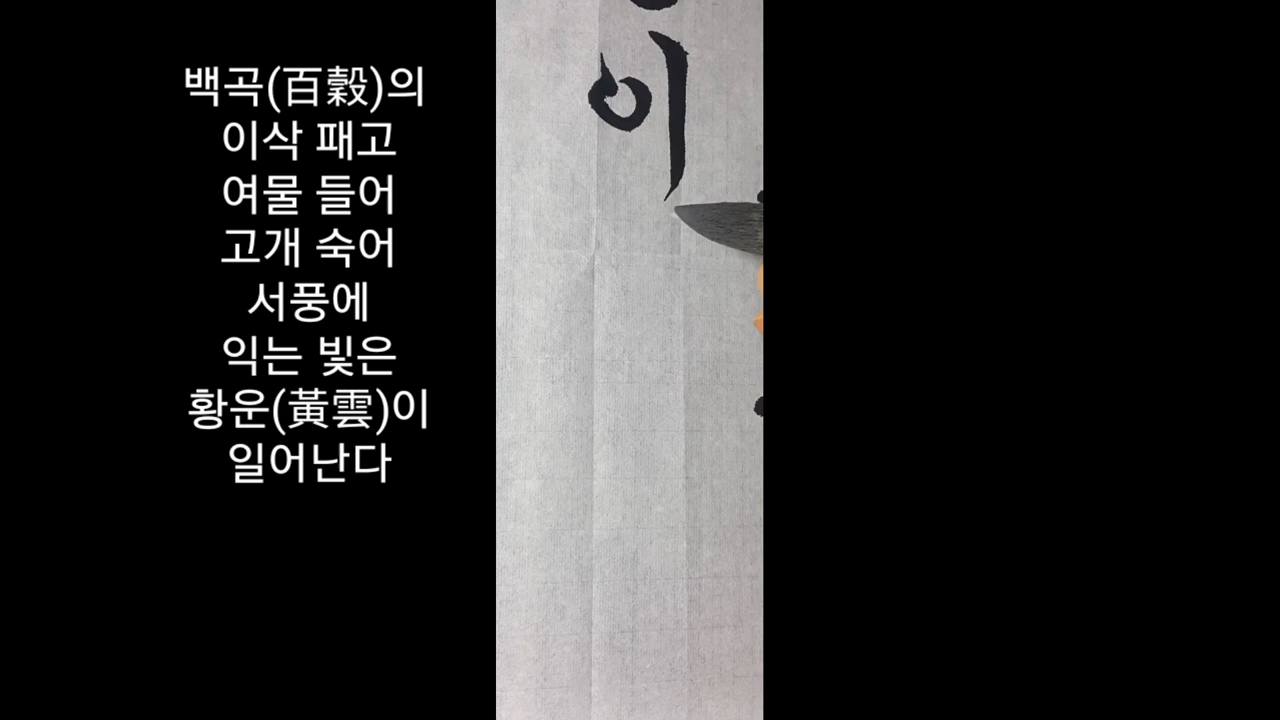 백곡(百穀)의
이삭 패고
여물 들어
고개 숙어
서풍에
익는 빛은
황운(黃雲)이
일어난다
이